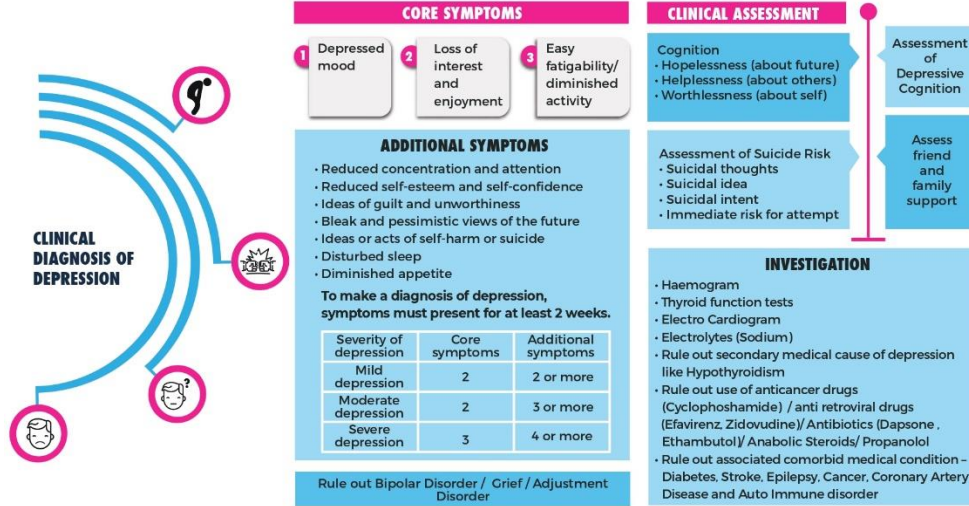 CLINICAL
DIAGNOSIS OF
DEPRESSION
?
CORE SYMPTOMS
1
Depressed
mood
2
Loss of
interest
and
enjoyment
3
Easy
fatigability/
diminished
activity
ADDITIONAL SYMPTOMS
• Reduced concentration and attention
• Reduced self-esteem and self-confidence
• Ideas of guilt and unworthiness
• Bleak and pessimistic views of the future
• Ideas or acts of self-harm or suicide
• Disturbed sleep
• Diminished appetite
To make a diagnosis of depression,
symptoms must present for at least 2 weeks.
Severity of
depression
Core
symptoms
Additional
symptoms
Mild
depression
2
2 or more
Moderate
depression
2
3 or more
Severe
depression
3
4 or more
Rule out Bipolar Disorder / Grief / Adjustment
Disorder
CLINICAL ASSESSMENT
Cognition
• Hopelessness (about future)
• Helplessness (about others)
• Worthlessness (about self)
Assessment
of
Depressive
Cognition
Assessment of Suicide Risk
• Suicidal thoughts
• Suicidal idea
• Suicidal intent
• Immediate risk for attempt
Assess
friend
and
family
support
INVESTIGATION
• Haemogram
• Thyroid function tests
• Electro Cardiogram
• Electrolytes (Sodium)
• Rule out secondary medical cause of depression
like Hypothyroidism
• Rule out use of anticancer drugs
(Cyclophoshamide) / anti retroviral drugs
(Efavirenz, Zidovudine)/ Antibiotics (Dapsone ,
Ethambutol)/ Anabolic Steroids/ Propanolol
• Rule out associated comorbid medical condition –
Diabetes, Stroke, Epilepsy, Cancer, Coronary Artery
Disease and Auto Immune disorder